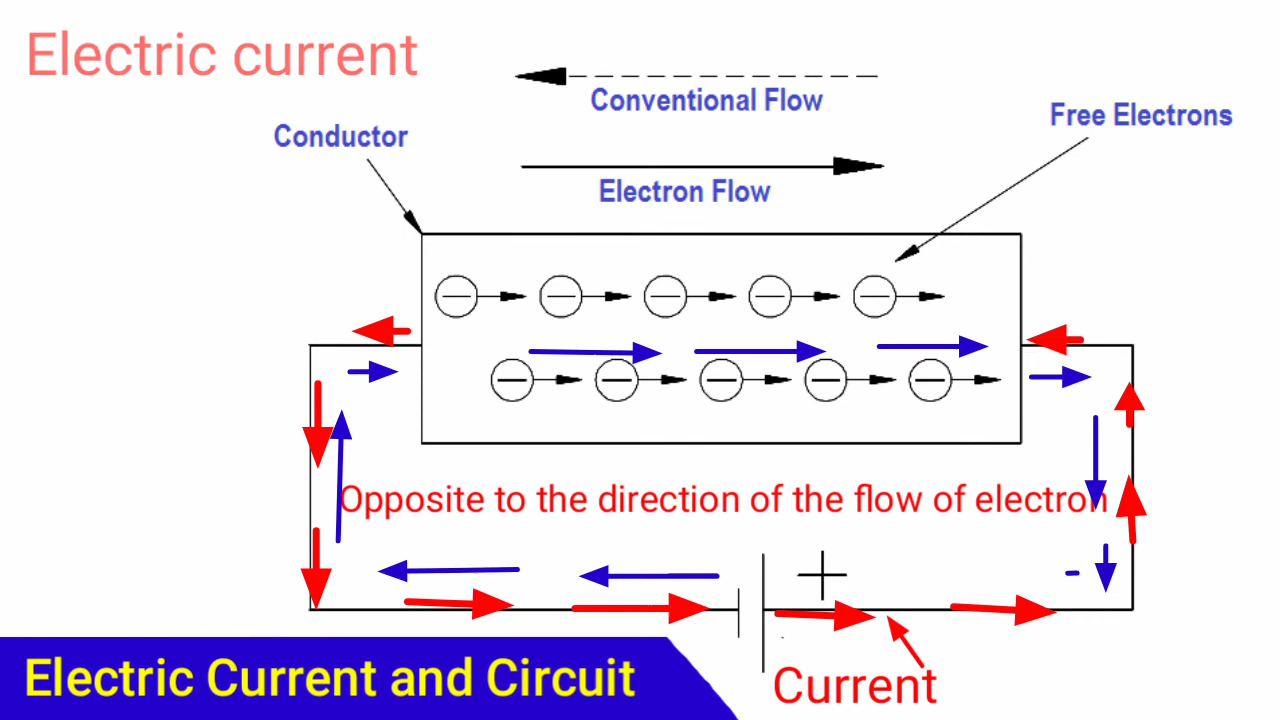 Electric current
Conventional Flow
Free Electrons
Conductor
Electron Flow
Opposite to the direction of the flow of electron
Electric Current and Circuit
Current